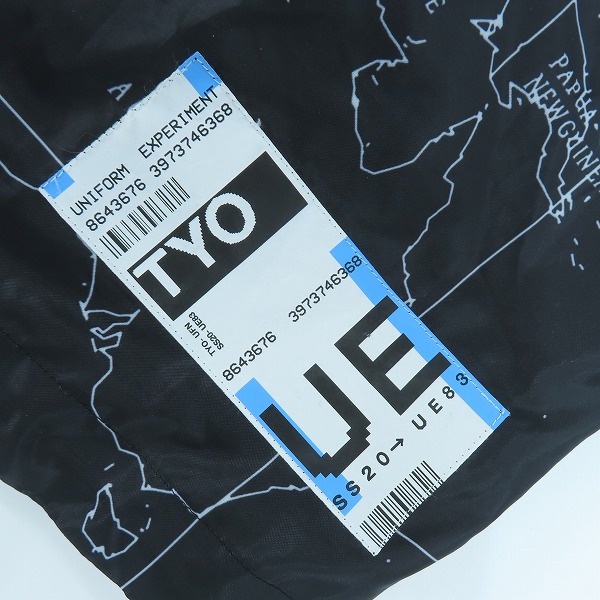 UNIFORM EXPERIMENT
8643676 3973746368
TYO
TYO-UFN
SS20-UE83
8643676 3973746368
UE
SS20→UE83
PAPUA
NEW GUINEA
A